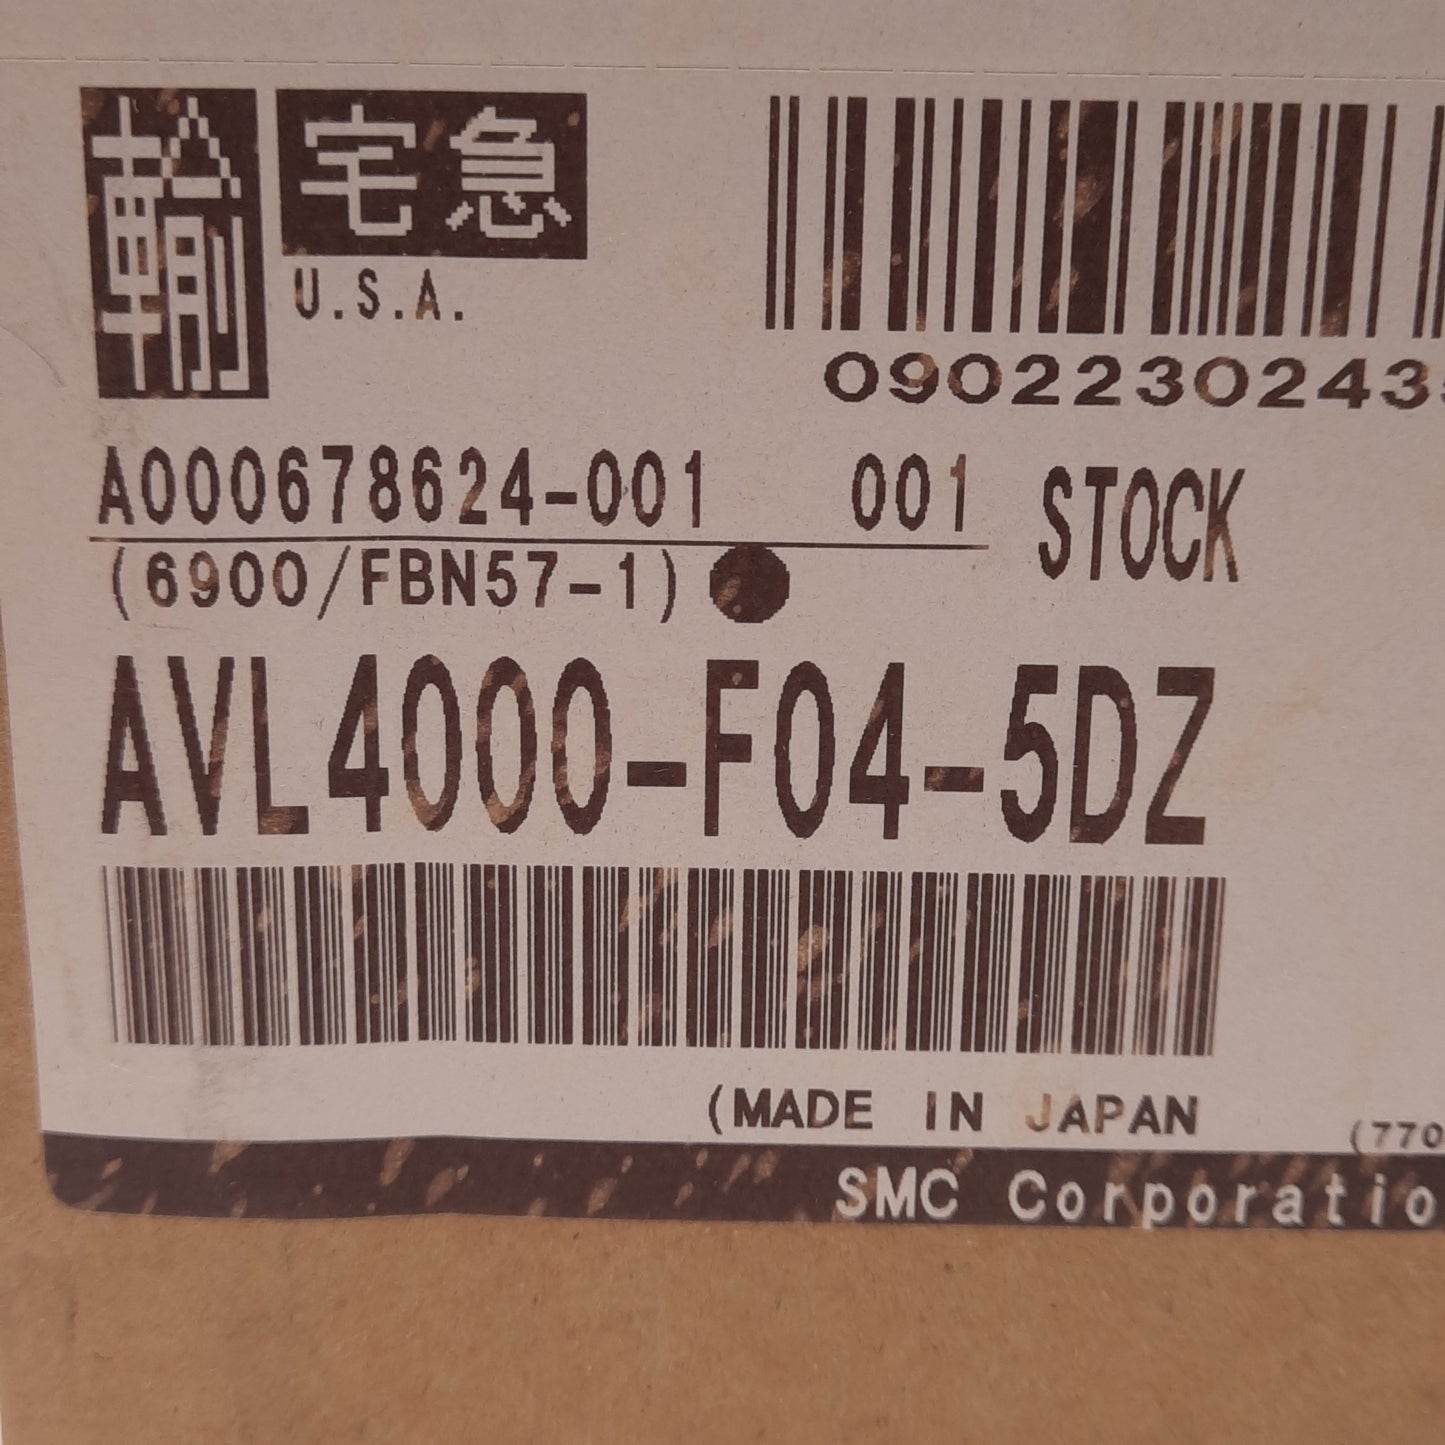 輸 宅急
U.S.A.
0902230243
A000678624-001 001 STOCK
(6900/FBN57-1)●
AVL4000-F04-5DZ
(MADE IN JAPAN
(770
SMC Corporatio